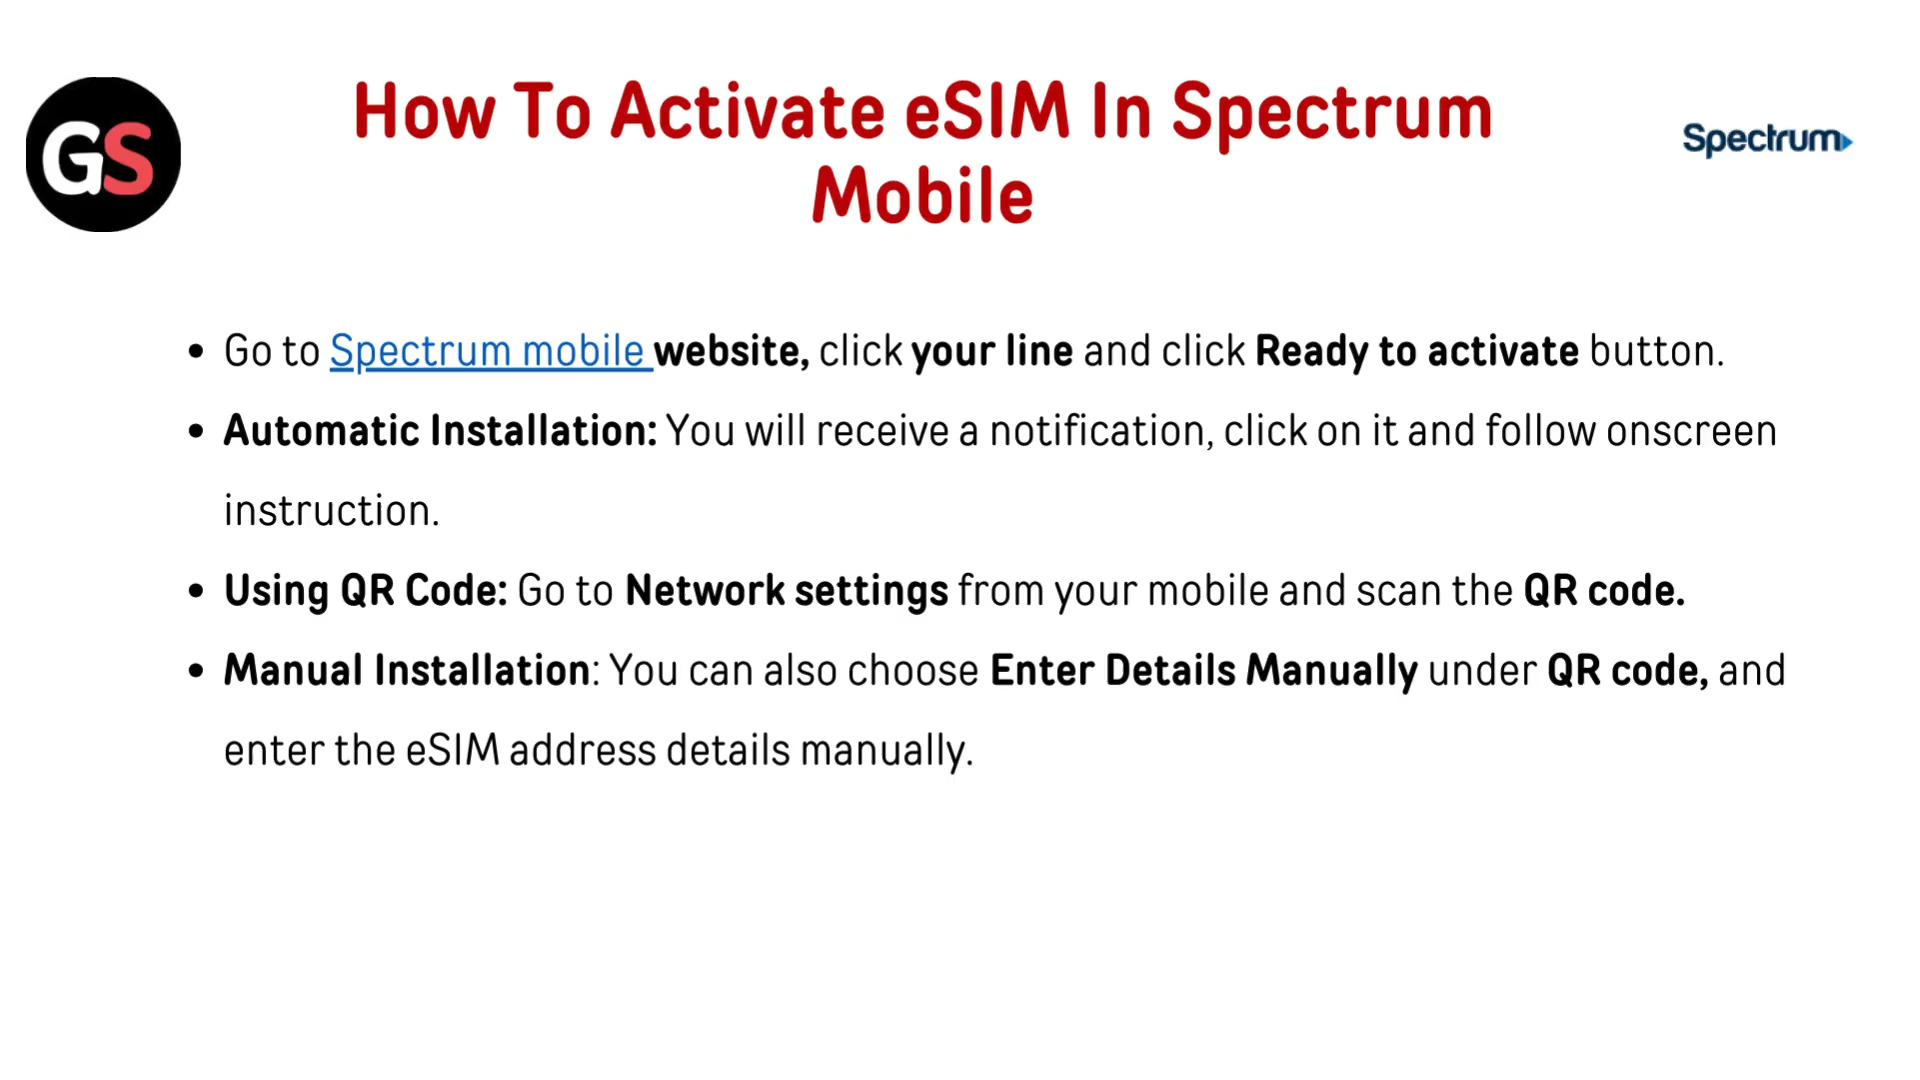 GS
How To Activate eSIM In Spectrum
Mobile
Spectrum
• Go to Spectrum mobile website, click your line and click Ready to activate button.
• Automatic Installation: You will receive a notification, click on it and follow onscreen
instruction.
• Using QR Code: Go to Network settings from your mobile and scan the QR code.
• Manual Installation: You can also choose Enter Details Manually under QR code, and
enter the eSIM address details manually.